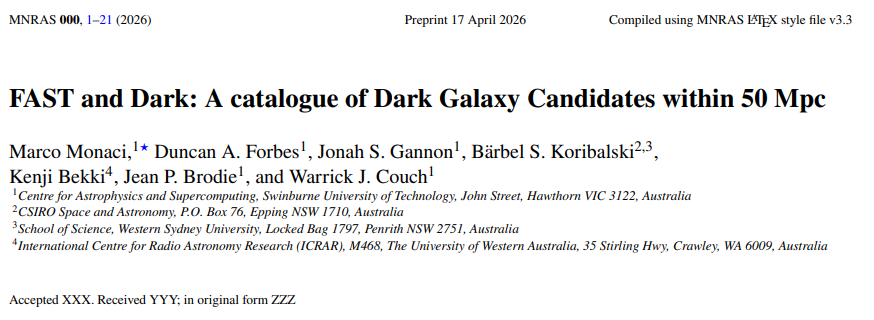 MNRAS 000, 1–21 (2026) Preprint 17 April 2026 Compiled using MNRAS LATEX style file v3.3
FAST and Dark: A catalogue of Dark Galaxy Candidates within 50 Mpc
Marco Monaci,1★ Duncan A. Forbes1, Jonah S. Gannon1, Bärbel S. Koribalski2,3,
Kenji Bekki4, Jean P. Brodie1, and Warrick J. Couch1
1Centre for Astrophysics and Supercomputing, Swinburne University of Technology, John Street, Hawthorn VIC 3122, Australia
2CSIRO Space and Astronomy, P.O. Box 76, Epping NSW 1710, Australia
3School of Science, Western Sydney University, Locked Bag 1797, Penrith NSW 2751, Australia
4International Centre for Radio Astronomy Research (ICRAR), M468, The University of Western Australia, 35 Stirling Hwy, Crawley, WA 6009, Australia
Accepted XXX. Received YYY; in original form ZZZ